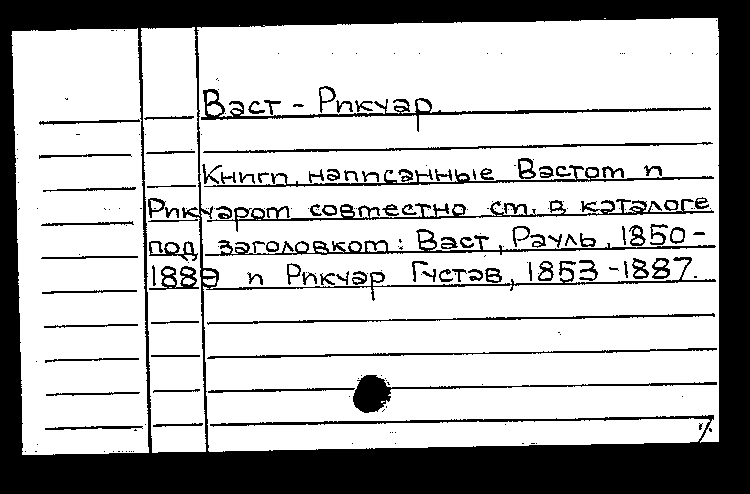 Васт - Рикуар.
Книги, написанные Вастом и
Рикуаром совместно см. в каталоге
под заголовком: Васт, Рауль, 1850-
1889 и Рикуар Густав, 1853-1887.